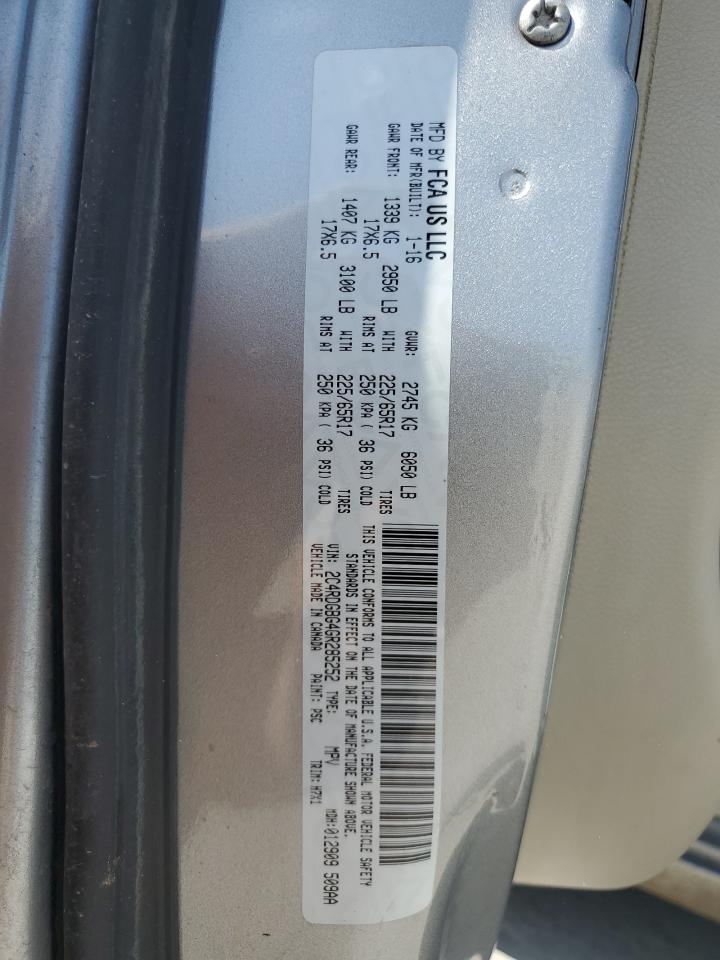 MFD BY FCA US LLC
DATE OF MFR(BUILT): 1-16 GVWR: 2745 KG 6050 LB
GAWR FRONT: 1339 KG 2950 LB WITH 225/65R17 TIRES
17X6.5 RIMS AT 250 KPA ( 36 PSI) COLD
GAWR REAR: 1407 KG 3100 LB WITH 225/65R17 TIRES
17X6.5 RIMS AT 250 KPA ( 36 PSI) COLD
THIS VEHICLE CONFORMS TO ALL APPLICABLE U.S.A. FEDERAL MOTOR VEHICLE SAFETY
STANDARDS IN EFFECT ON THE DATE OF MANUFACTURE SHOWN ABOVE.
VIN: 2C4RDGBG4GR285252 TYPE: MPV MDH:012909 509AA
VEHICLE MADE IN CANADA PAINT: PSC TRIM: H7X1